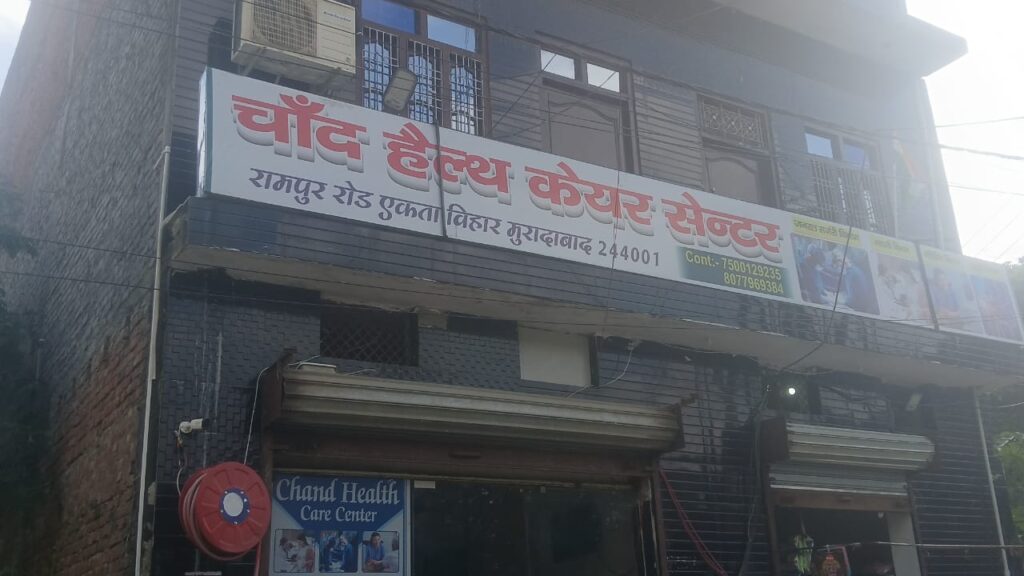 चाँद हैल्थ केयर सेन्टर
रामपुर रोड एकता विहार मुरादाबाद 244001
Cont:- 7500129235
8077969384
Chand Health
Care Center